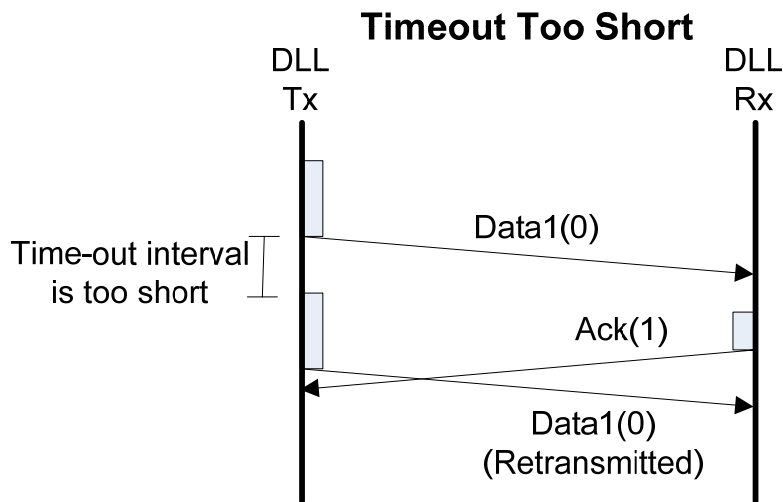 Timeout Too Short
DLL
Tx
DLL
Rx
Data1(0)
Time-out interval
is too short
Ack(1)
Data1(0)
(Retransmitted)